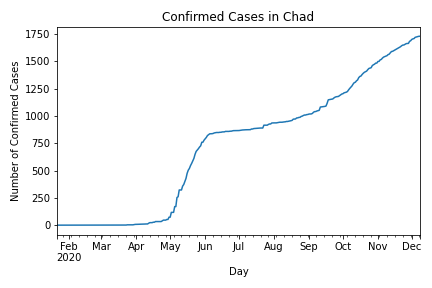 Confirmed Cases in Chad
Number of Confirmed Cases
1750
1500
1250
1000
750
500
250
0
Feb Mar Apr May Jun Jul Aug Sep Oct Nov Dec
2020
Day